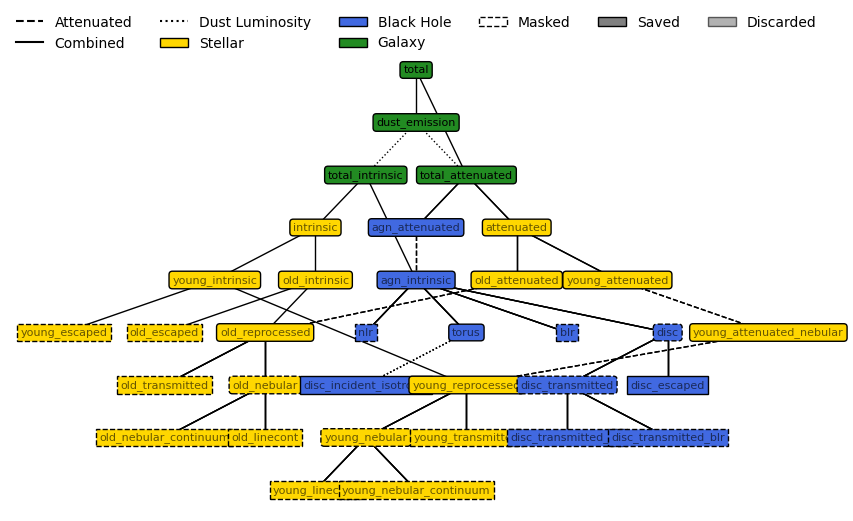 Attenuated Dust Luminosity Black Hole Masked Saved Discarded
Combined Stellar Galaxy
total
dust_emission
total_intrinsic total_attenuated
intrinsic agn_attenuated attenuated
young_intrinsic old_intrinsic agn_intrinsic old_attenuated young_attenuated
young_escaped old_escaped old_reprocessed nlr torus blr disc young_attenuated_nebular
old_transmitted old_nebular disc_incident_isotr young_reprocessed disc_transmitted disc_escaped
old_nebular_continuum old_linecont young_nebular young_transmitt disc_transmitted_ disc_transmitted_blr
young_linec young_nebular_continuum